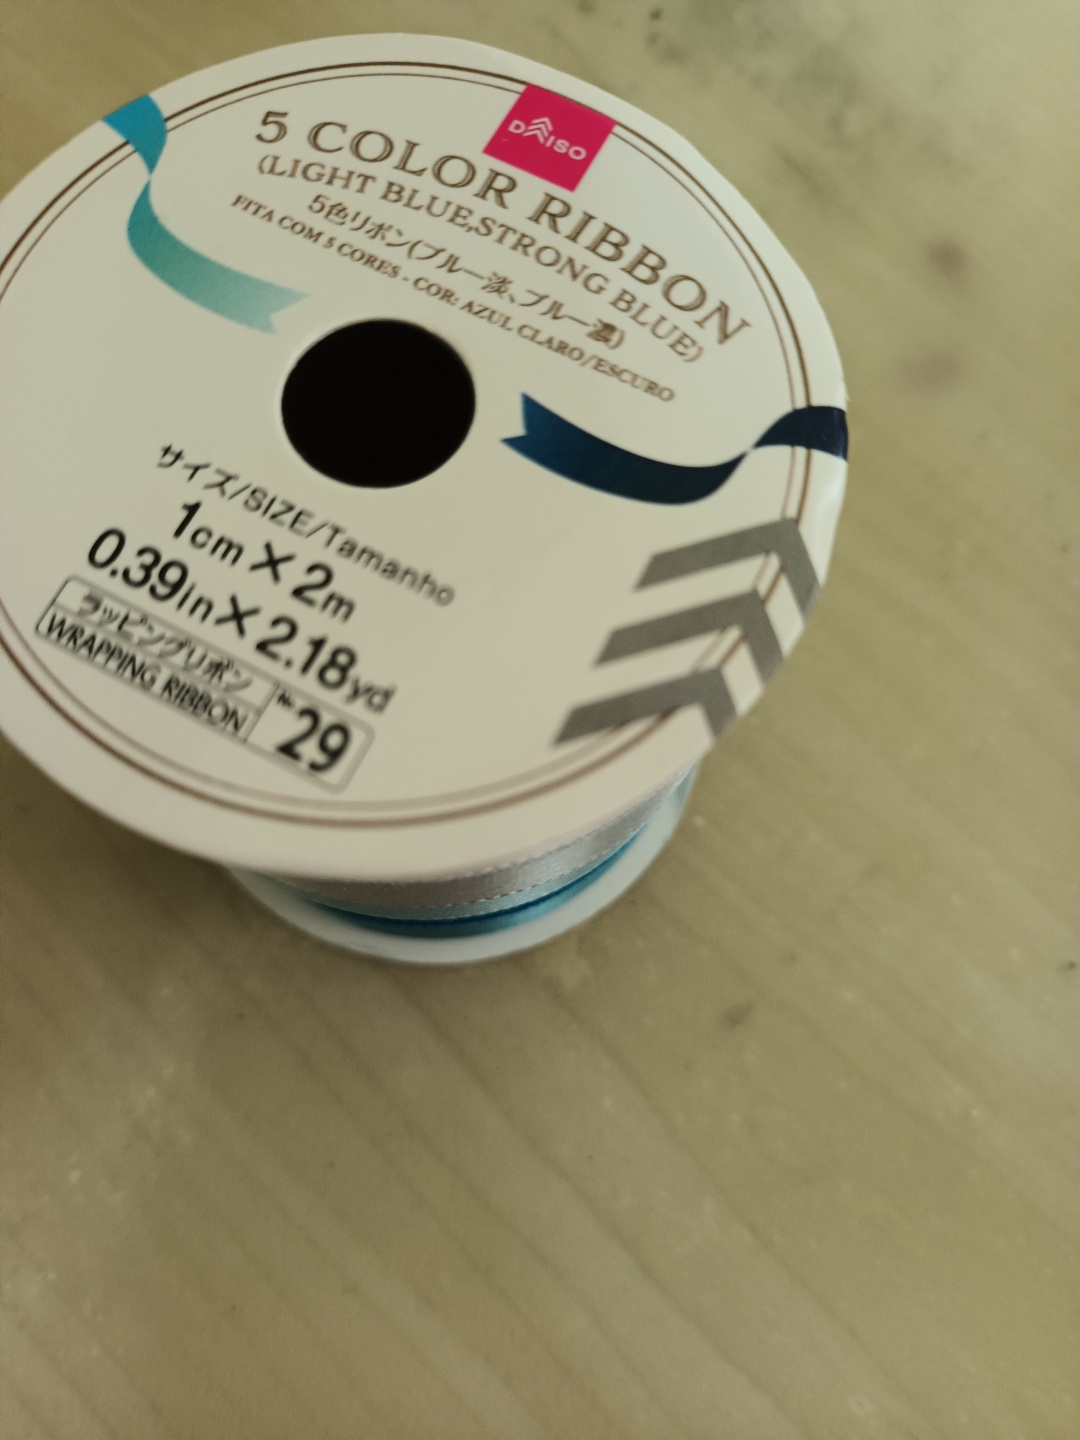 DAISO
5 COLOR RIBBON
(LIGHT BLUE,STRONG BLUE)
5色リボン(ブルー淡、ブルー濃)
FITA COM 5 CORES - COR: AZUL CLARO/ESCURO
サイズ/SIZE/Tamanho
1cm×2m
0.39in×2.18yd
ラッピングリボン
WRAPPING RIBBON
№29